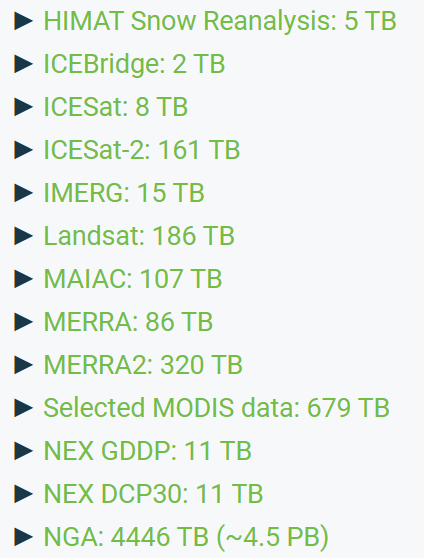 ▶ HIMAT Snow Reanalysis: 5 TB
▶ ICEBridge: 2 TB
▶ ICESat: 8 TB
▶ ICESat-2: 161 TB
▶ IMERG: 15 TB
▶ Landsat: 186 TB
▶ MAIAC: 107 TB
▶ MERRA: 86 TB
▶ MERRA2: 320 TB
▶ Selected MODIS data: 679 TB
▶ NEX GDDP: 11 TB
▶ NEX DCP30: 11 TB
▶ NGA: 4446 TB (~4.5 PB)